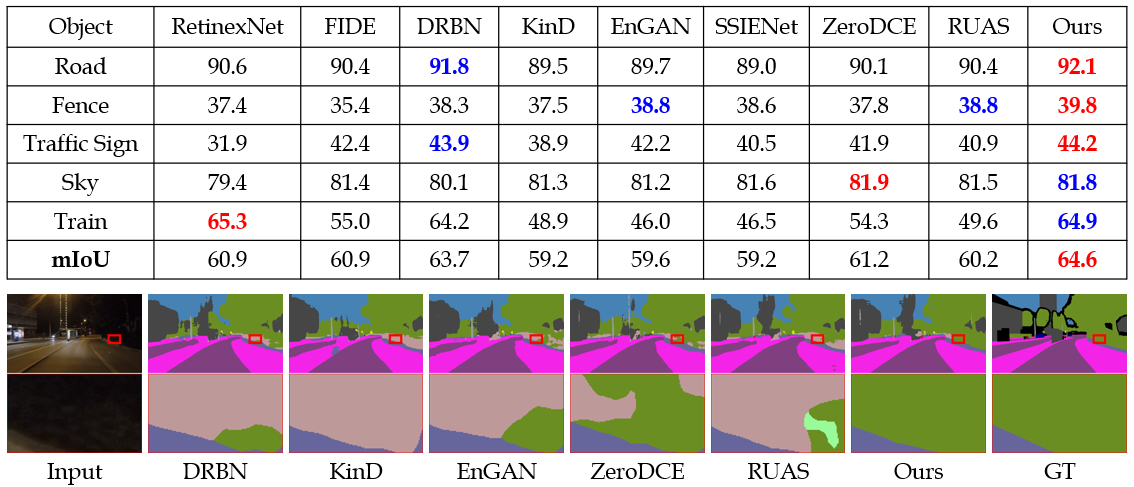 Object RetinexNet FIDE DRBN KinD EnGAN SSIENet ZeroDCE RUAS Ours
Road 90.6 90.4 91.8 89.5 89.7 89.0 90.1 90.4 92.1
Fence 37.4 35.4 38.3 37.5 38.8 38.6 37.8 38.8 39.8
Traffic Sign 31.9 42.4 43.9 38.9 42.2 40.5 41.9 40.9 44.2
Sky 79.4 81.4 80.1 81.3 81.2 81.6 81.9 81.5 81.8
Train 65.3 55.0 64.2 48.9 46.0 46.5 54.3 49.6 64.9
mIoU 60.9 60.9 63.7 59.2 59.6 59.2 61.2 60.2 64.6
Input DRBN KinD EnGAN ZeroDCE RUAS Ours GT